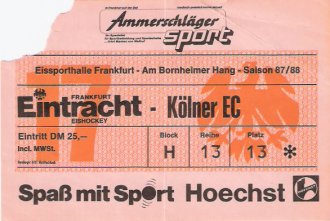 Ammerschläger
sport
Eissporthalle Frankfurt - Am Bornheimer Hang - Saison 87/88
FRANKFURT
Eintracht - Kölner EC
EISHOCKEY
Eintritt DM 25,-- Block Reihe Platz
Incl. MWSt. H 13 13 *
Spaß mit Sport Hoechst